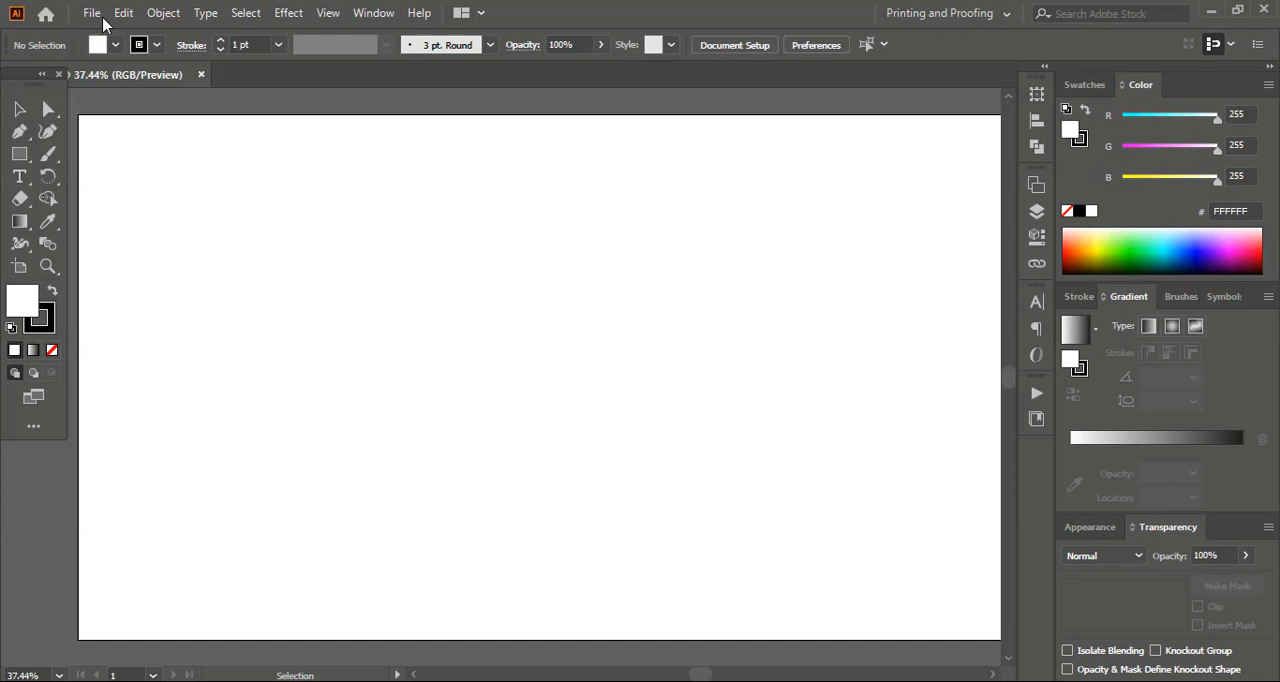 Ai File Edit Object Type Select Effect View Window Help Printing and Proofing Search Adobe Stock
No Selection Stroke: 1 pt 3 pt. Round Opacity: 100% Style: Document Setup Preferences
37.44% (RGB/Preview)
Swatches Color
R 255
G 255
B 255
# FFFFFF
Stroke Gradient Brushes Symbols
Type:
Stroke:
Opacity:
Location:
Appearance Transparency
Normal Opacity: 100%
Make Mask
Clip
Invert Mask
Isolate Blending Knockout Group
Opacity & Mask Define Knockout Shape
37.44% 1 Selection